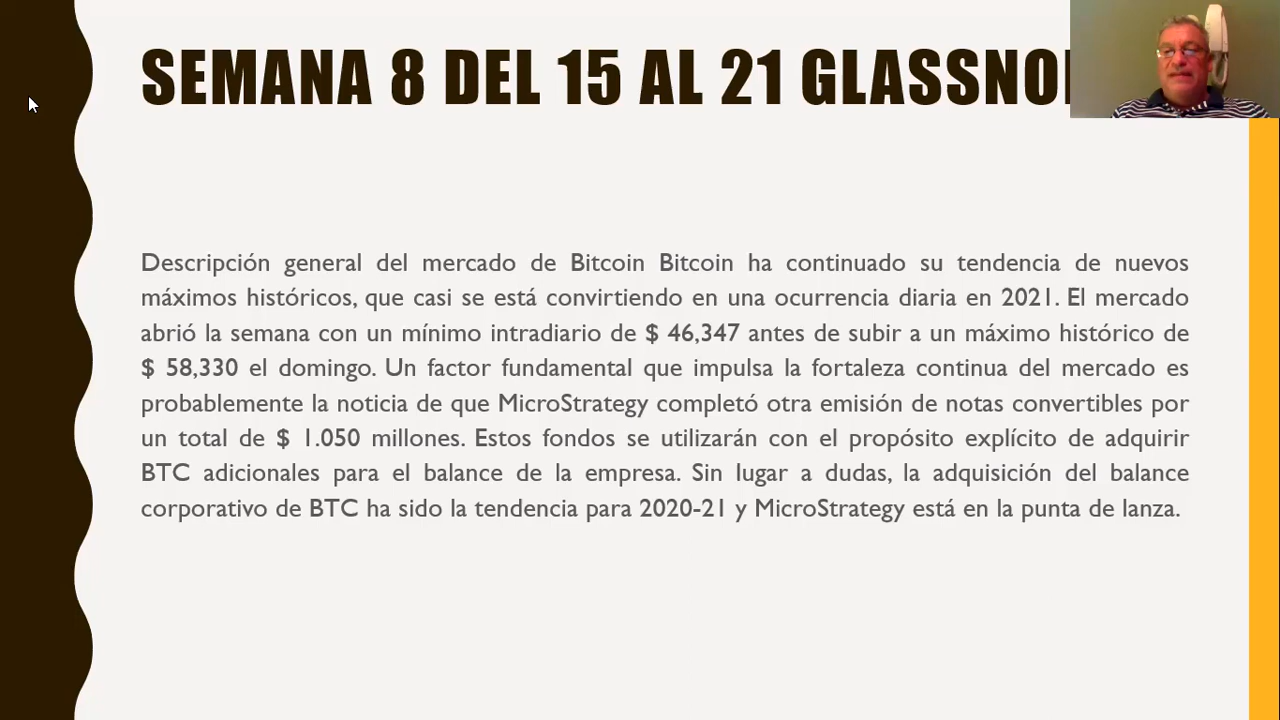 SEMANA 8 DEL 15 AL 21
Descripción general del mercado de Bitcoin Bitcoin ha continuado su tendencia de nuevos
máximos históricos, que casi se está convirtiendo en una ocurrencia diaria en 2021. El mercado
abrió la semana con un mínimo intradiario de $ 46,347 antes de subir a un máximo histórico de
$ 58,330 el domingo. Un factor fundamental que impulsa la fortaleza continua del mercado es
probablemente la noticia de que MicroStrategy completó otra emisión de notas convertibles por
un total de $ 1.050 millones. Estos fondos se utilizarán con el propósito explícito de adquirir
BTC adicionales para el balance de la empresa. Sin lugar a dudas, la adquisición del balance
corporativo de BTC ha sido la tendencia para 2020-21 y MicroStrategy está en la punta de lanza.